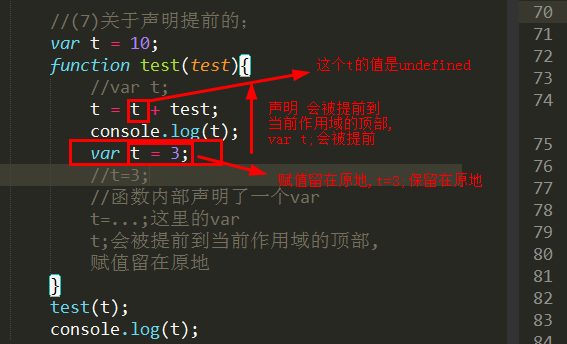 //(7)关于声明提前的;
var t = 10;
function test(test){
//var t;
t = t + test;
console.log(t);
var t = 3;
//t=3;
//函数内部声明了一个var
t=...;这里的var
t;会被提前到当前作用域的顶部,
赋值留在原地
}
test(t);
console.log(t);
这个t的值是undefined
声明 会被提前到
当前作用域的顶部,
var t;会被提前
赋值留在原地,t=3;保留在原地
70
71
72
73
74
75
76
77
78
79
80
81
82
83
84